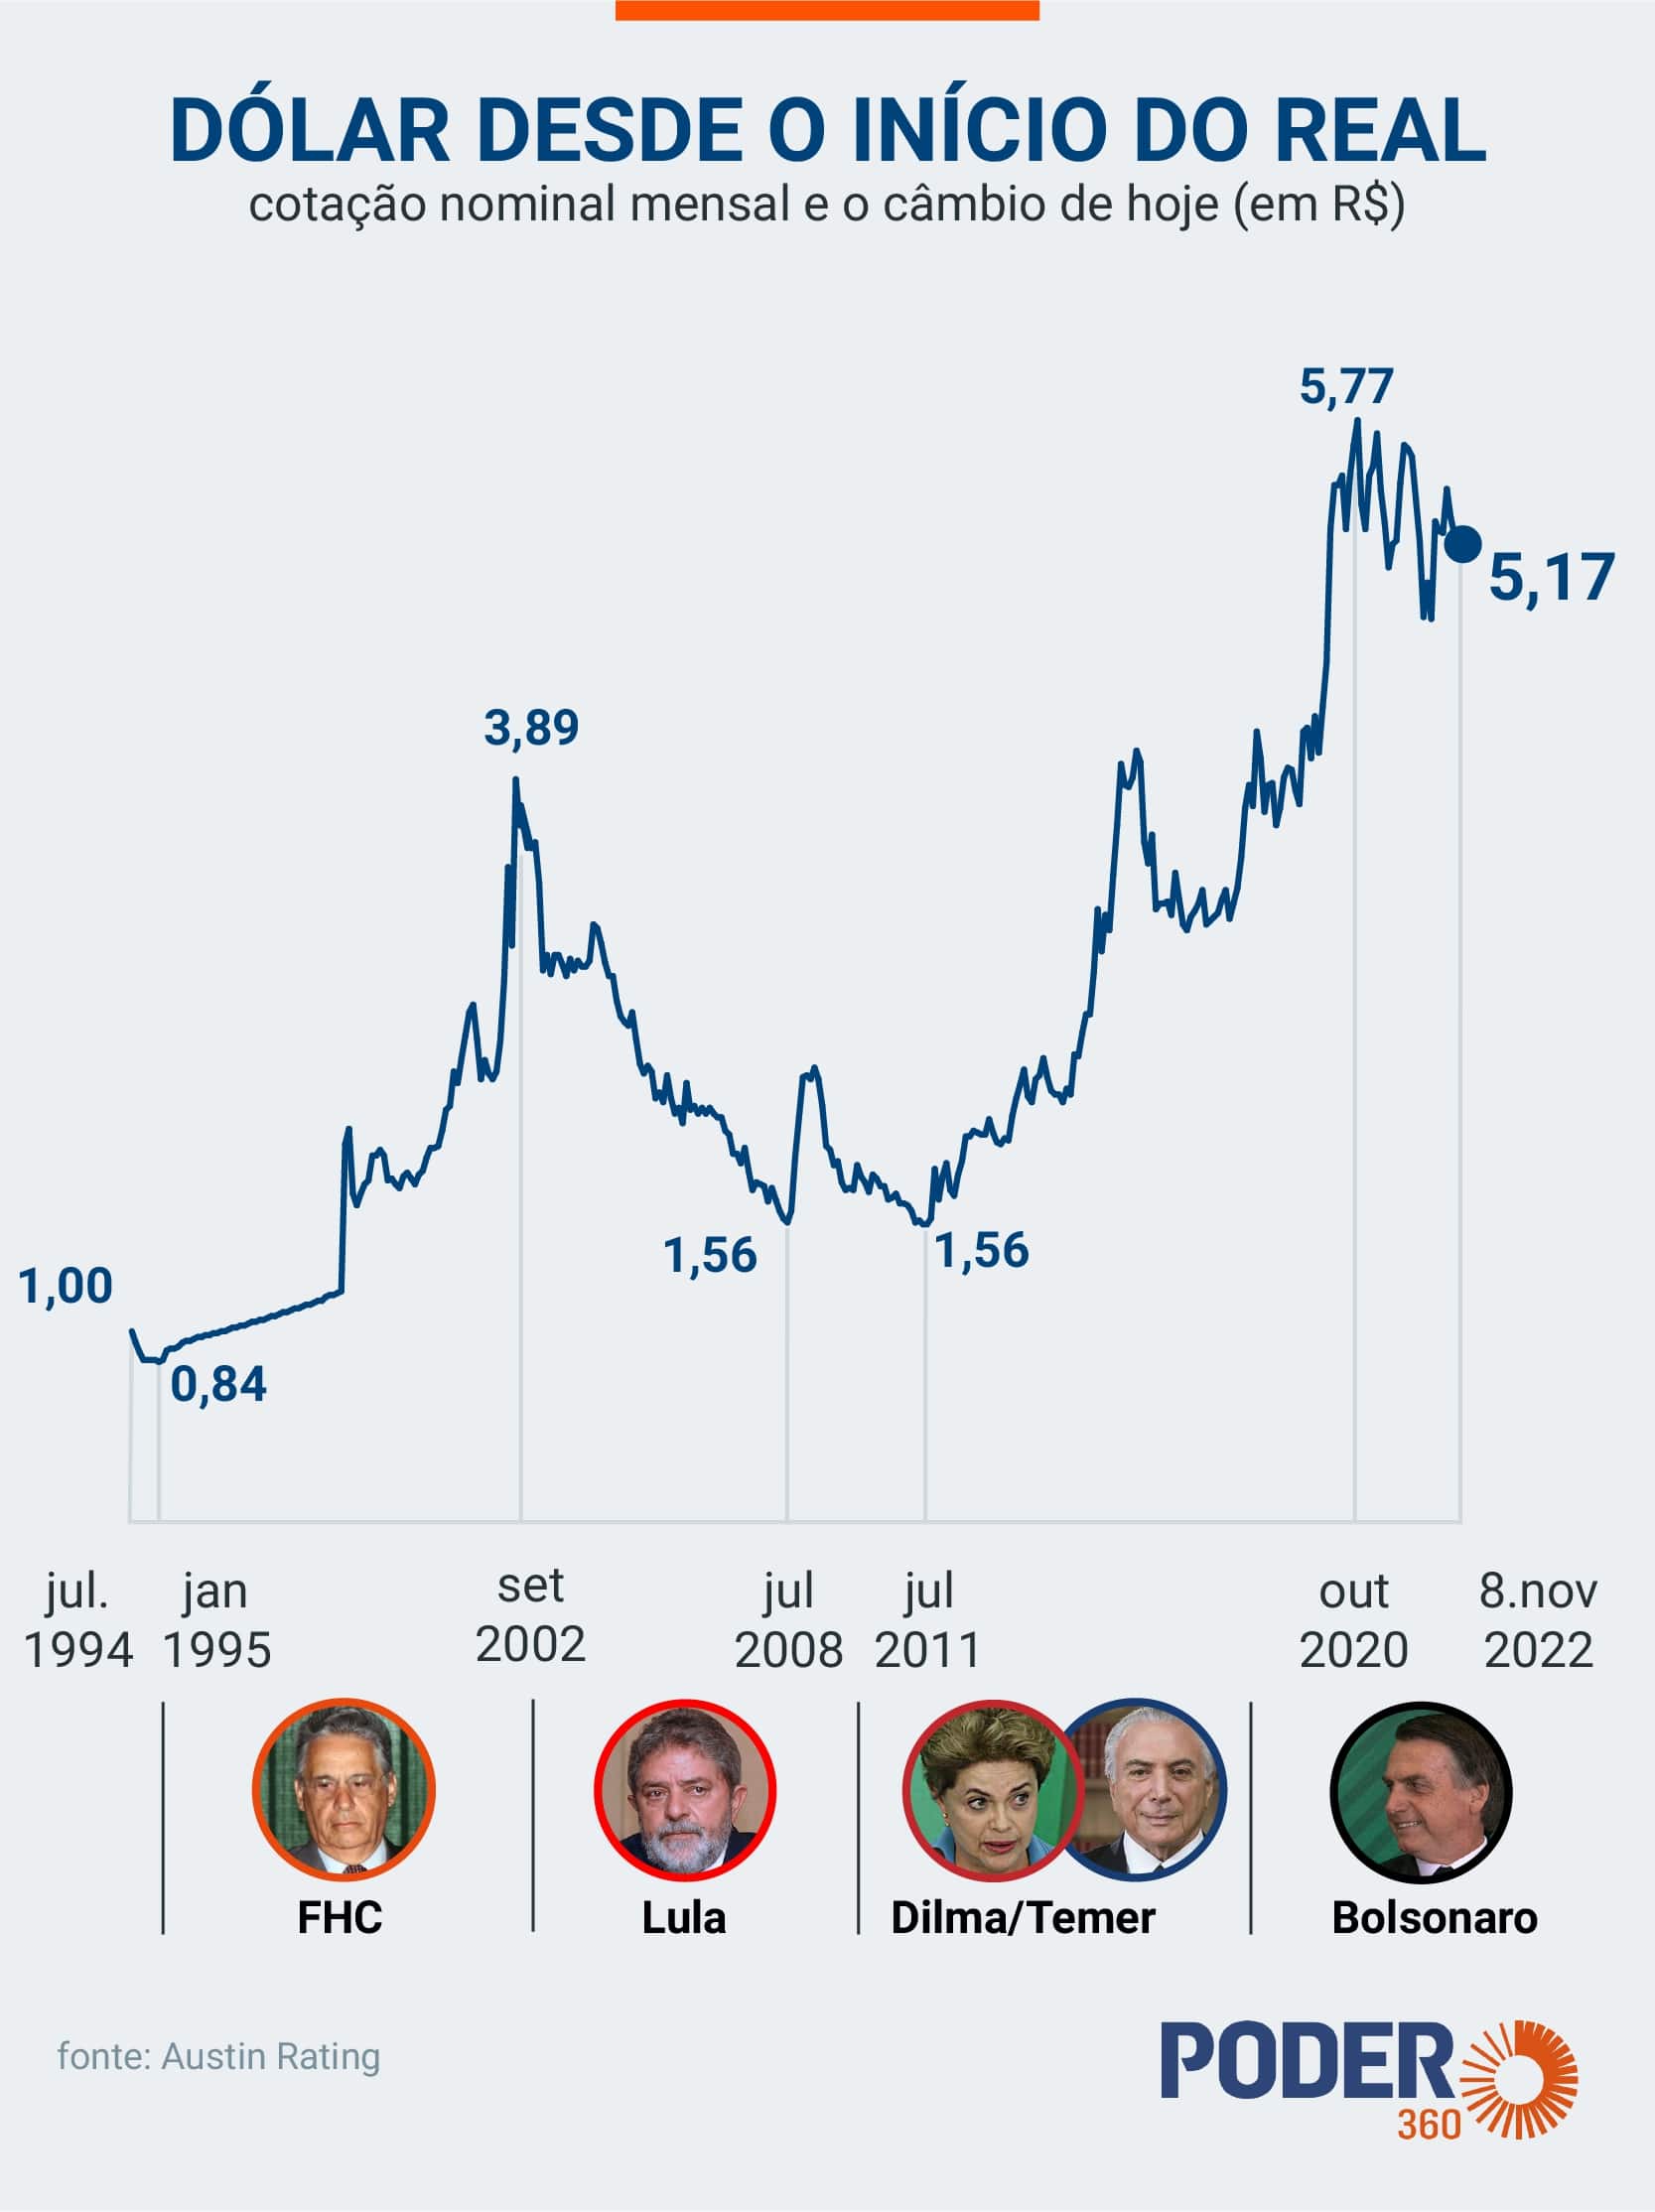 DÓLAR DESDE O INÍCIO DO REAL
cotação nominal mensal e o câmbio de hoje (em R$)
5,77
5,17
3,89
1,56
1,56
1,00
0,84
jul. 1994
jan 1995
set 2002
jul 2008
jul 2011
out 2020
8.nov 2022
FHC
Lula
Dilma/Temer
Bolsonaro
fonte: Austin Rating
PODER
360